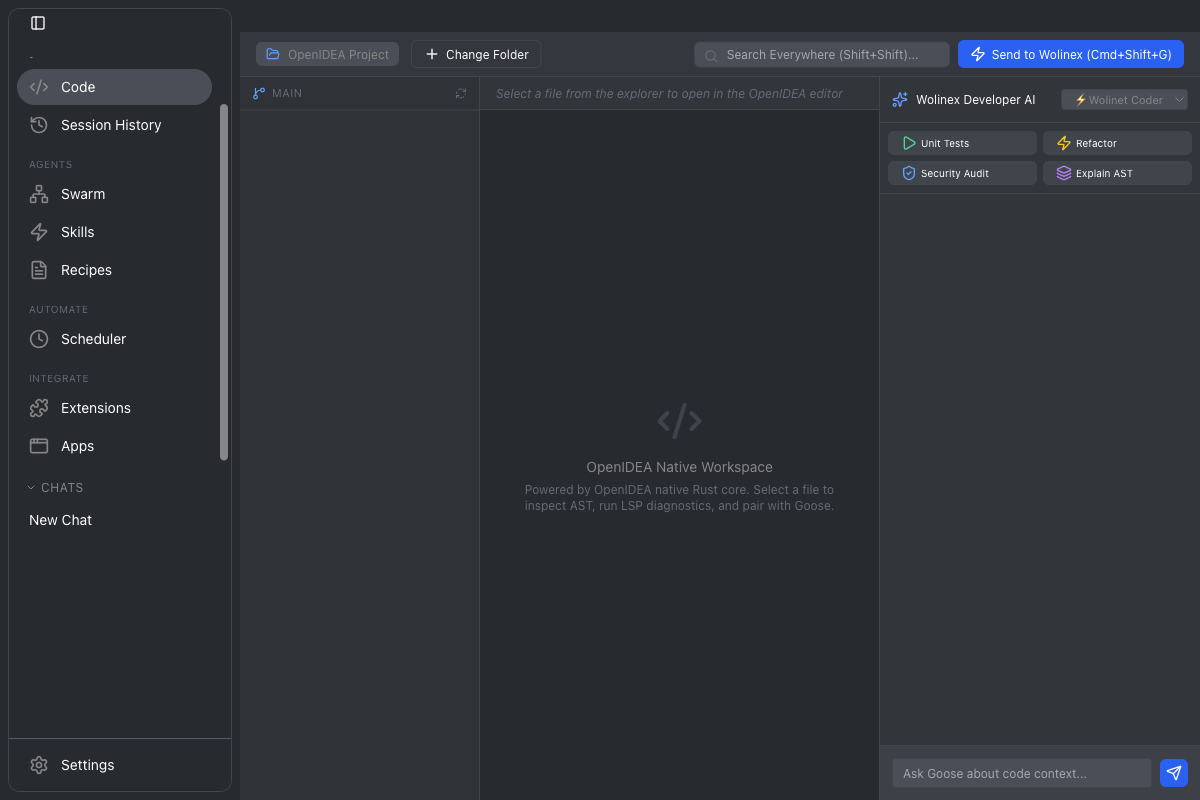 -
Code
Session History
AGENTS
Swarm
Skills
Recipes
AUTOMATE
Scheduler
INTEGRATE
Extensions
Apps
CHATS
New Chat
Settings
OpenIDEA Project
Change Folder
Search Everywhere (Shift+Shift)...
Send to Wolinex (Cmd+Shift+G)
MAIN
Select a file from the explorer to open in the OpenIDEA editor
OpenIDEA Native Workspace
Powered by OpenIDEA native Rust core. Select a file to
inspect AST, run LSP diagnostics, and pair with Goose.
Wolinex Developer AI
⚡Wolinet Coder
Unit Tests
Refactor
Security Audit
Explain AST
Ask Goose about code context...